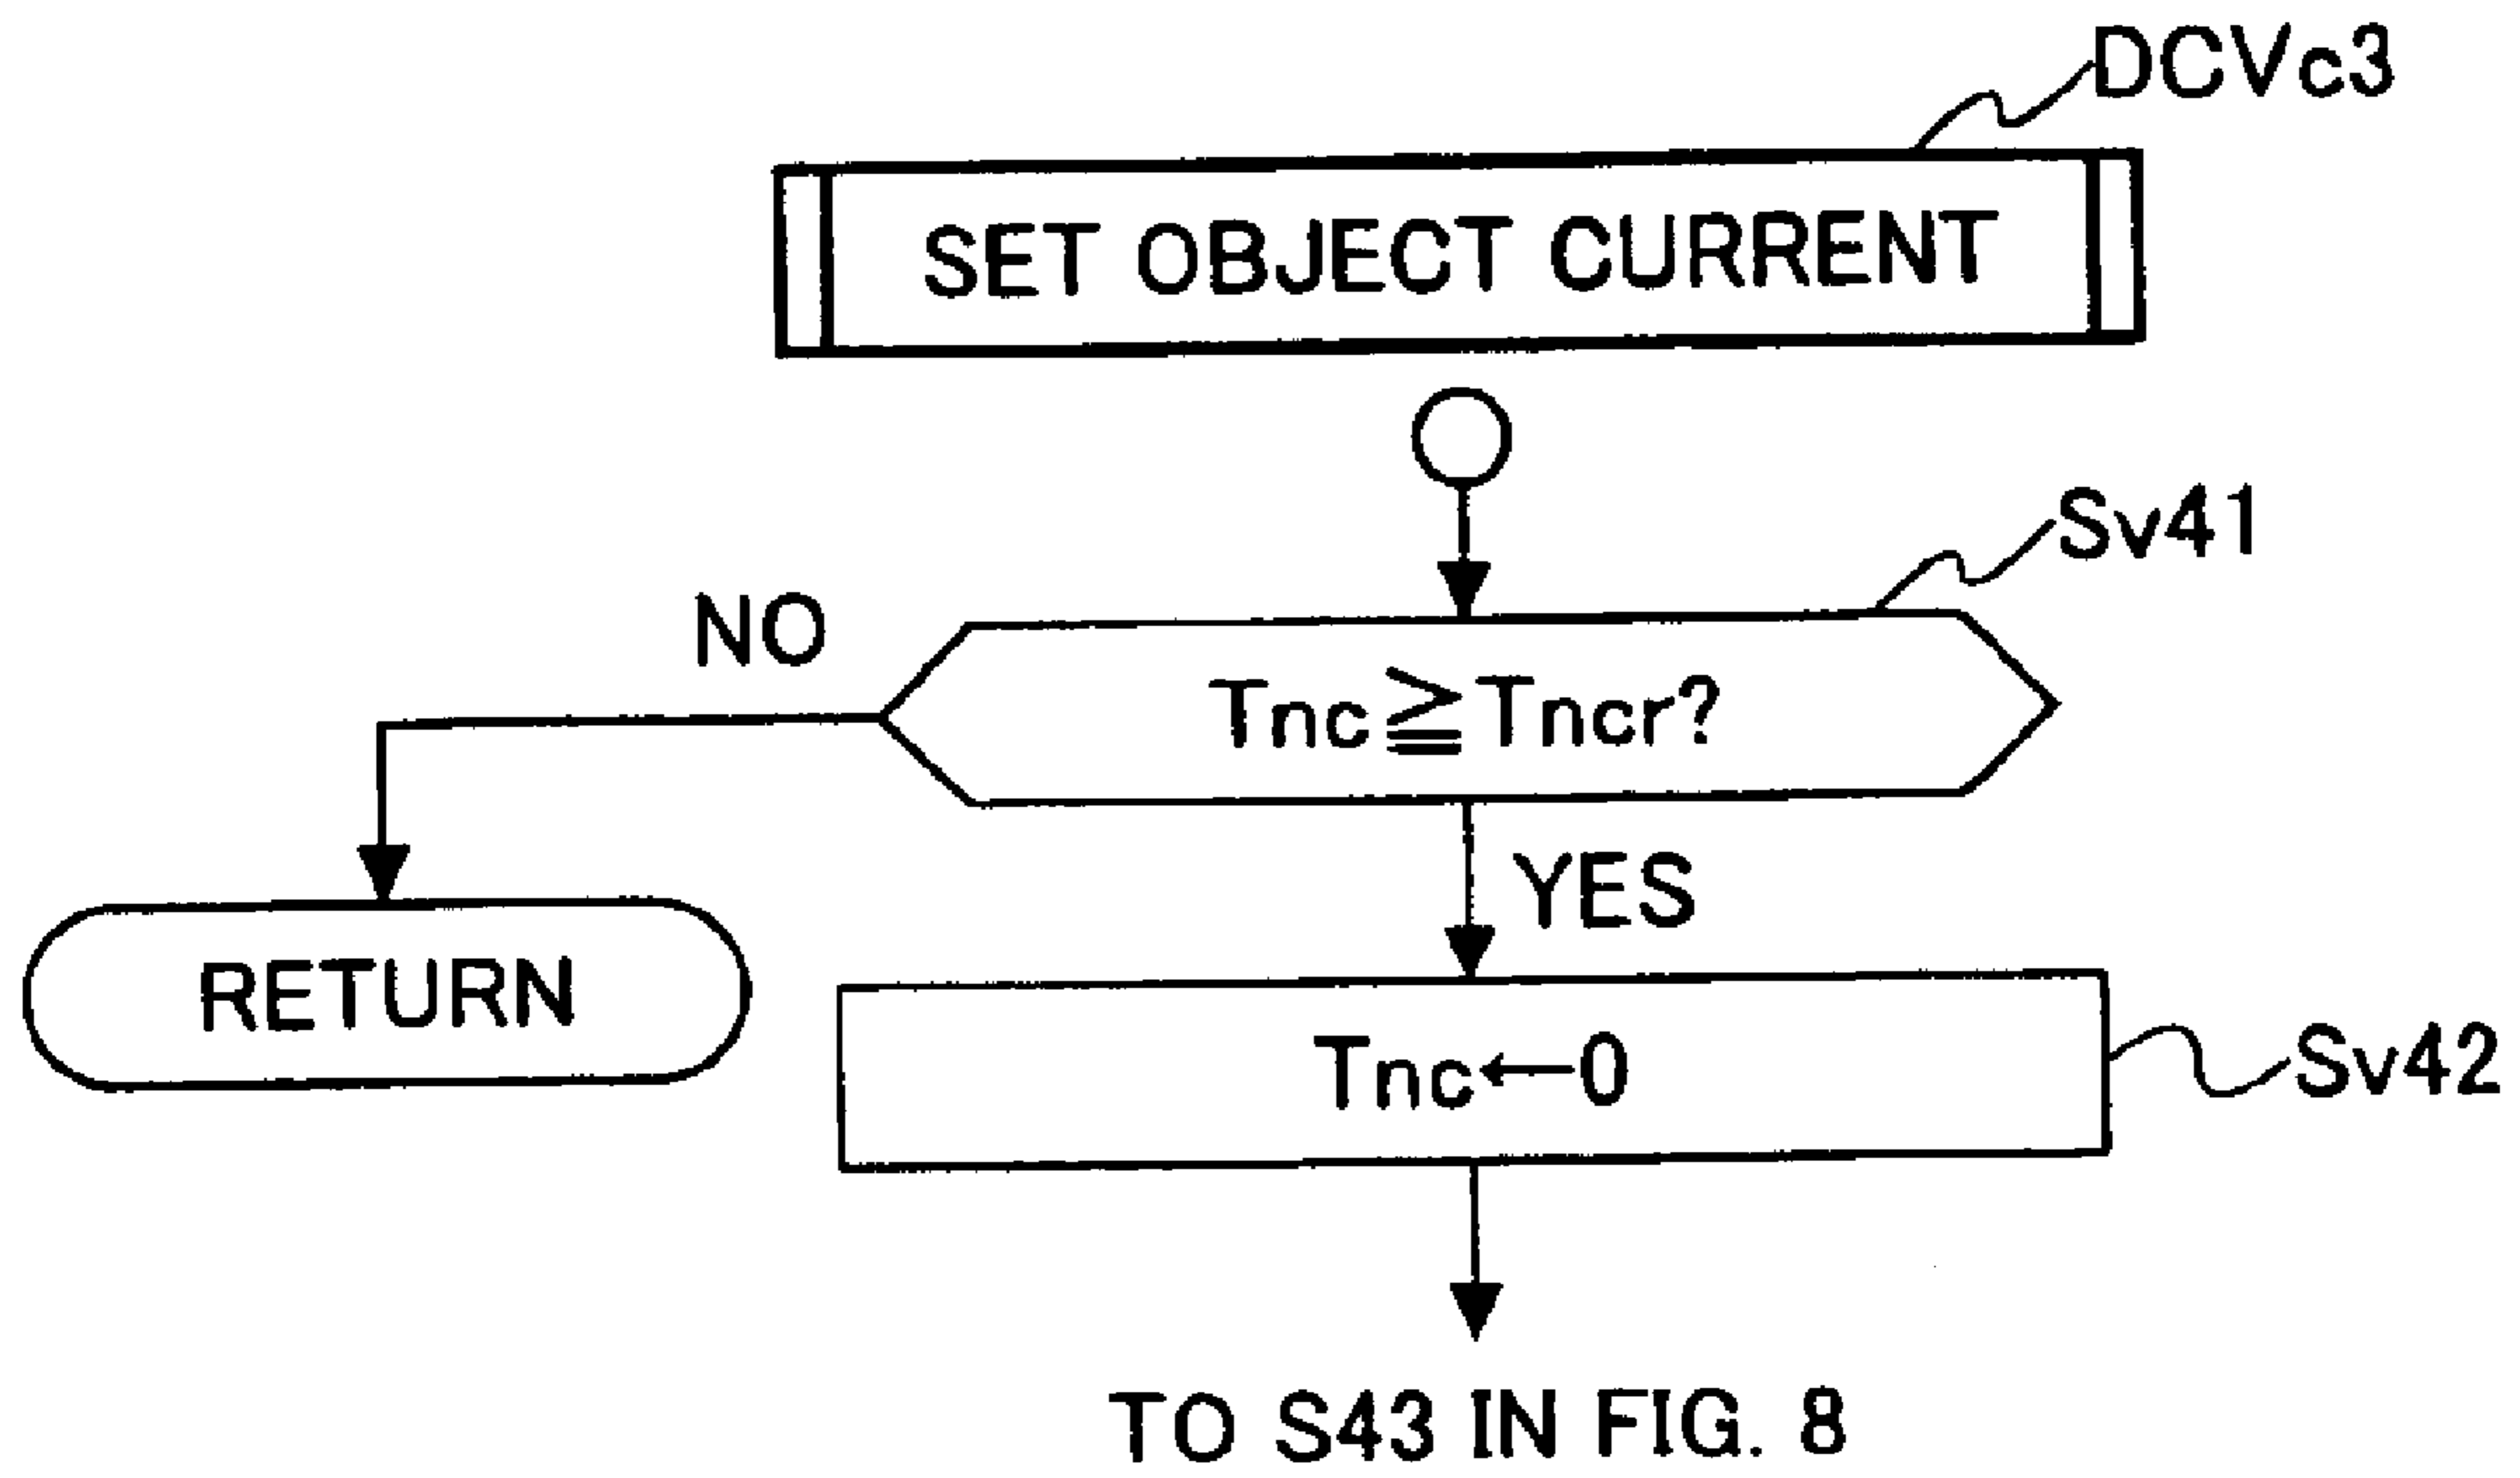 DCVc3
SET OBJECT CURRENT
Sv41
NO
Tnc≧Tncr?
YES
RETURN
Tnc←0
Sv42
TO S43 IN FIG. 8